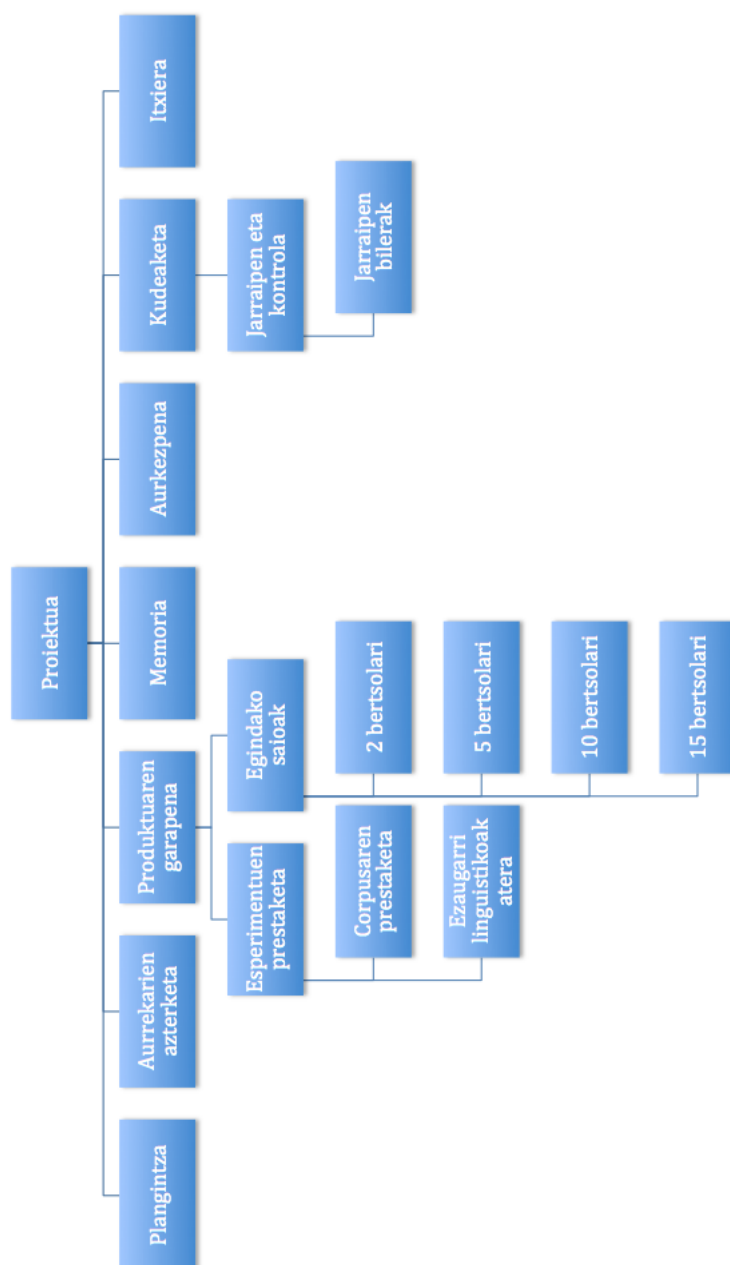 Proiektua
Plangintza
Aurrekarien
azterketa
Produktuaren
garapena
Memoria
Aurkezpena
Kudeaketa
Itxiera
Esperimentuen
prestaketa
Corpusaren
prestaketa
Ezaugarri
linguistikoak
atera
Egindako
saioak
2 bertsolari
5 bertsolari
10 bertsolari
15 bertsolari
Jarraipen eta
kontrola
Jarraipen
bilerak